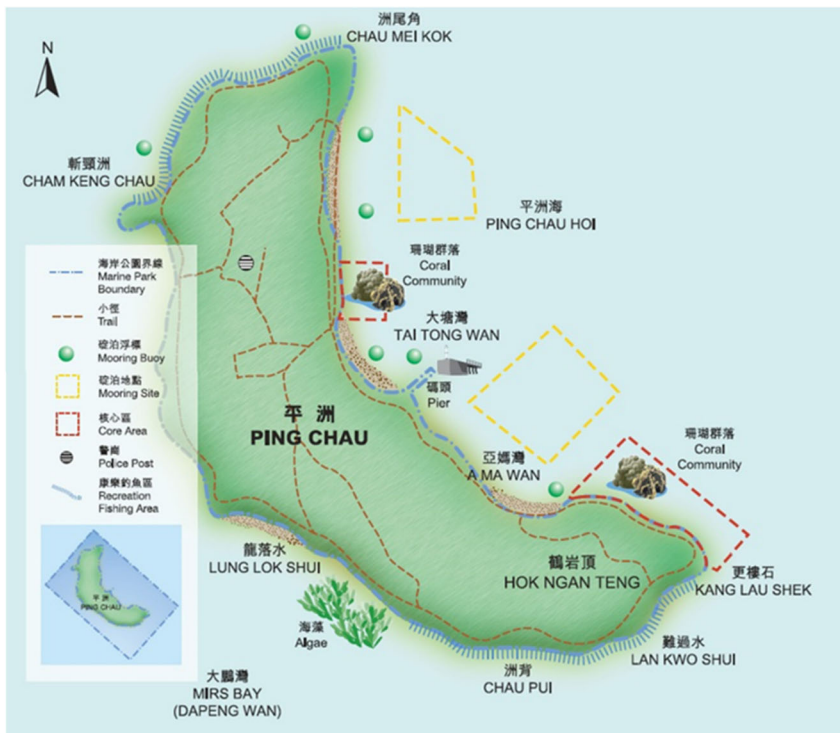 洲尾角
CHAU MEI KOK
N
斬頸洲
CHAM KENG CHAU
平洲海
PING CHAU HOI
珊瑚群落
Coral
Community
大塘灣
TAI TONG WAN
碼頭
Pier
平洲
PING CHAU
亞媽灣
A MA WAN
珊瑚群落
Coral
Community
鶴岩頂
HOK NGAN TENG
更樓石
KANG LAU SHEK
難過水
LAN KWO SHUI
洲背
CHAU PUI
龍落水
LUNG LOK SHUI
海藻
Algae
大鵬灣
MIRS BAY
(DAPENG WAN)
海岸公園界線
Marine Park
Boundary
小徑
Trail
碇泊浮標
Mooring Buoy
碇泊地點
Mooring Site
核心區
Core Area
警崗
Police Post
康樂釣魚區
Recreation
Fishing Area
平洲
PING CHAU